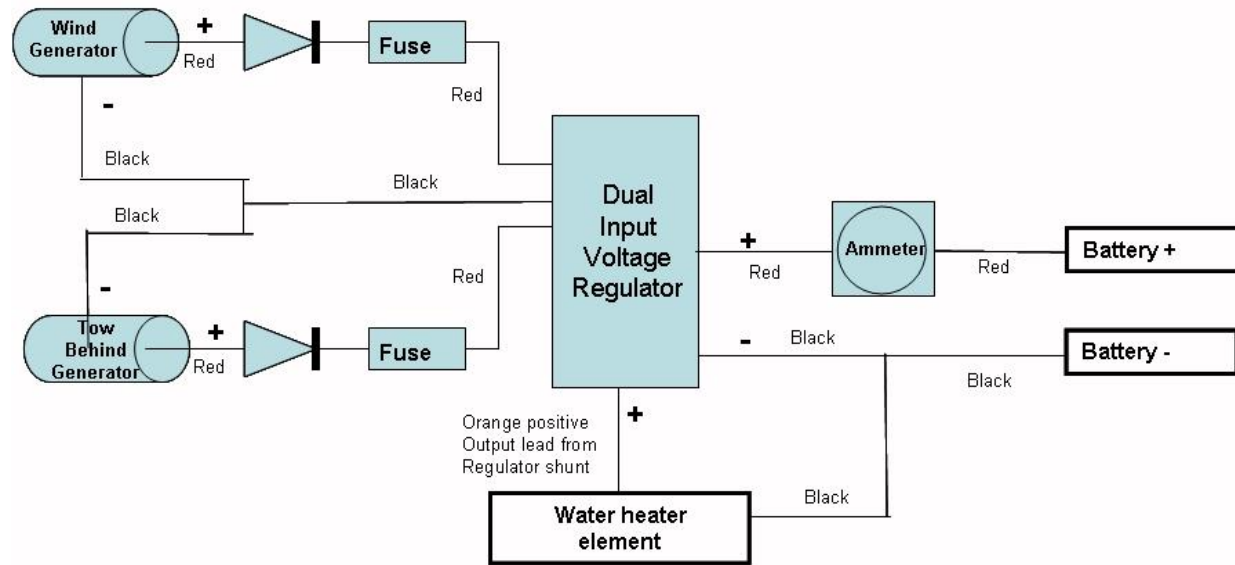 Wind
Generator
+
Red
Fuse
Red
-
Black
Black
Black
Red
-
Tow
Behind
Generator
+
Red
Fuse
Dual
Input
Voltage
Regulator
+
Red
Ammeter
Red
Battery +
-
Black
Black
Battery -
+
Orange positive
Output lead from
Regulator shunt
Water heater
element
Black